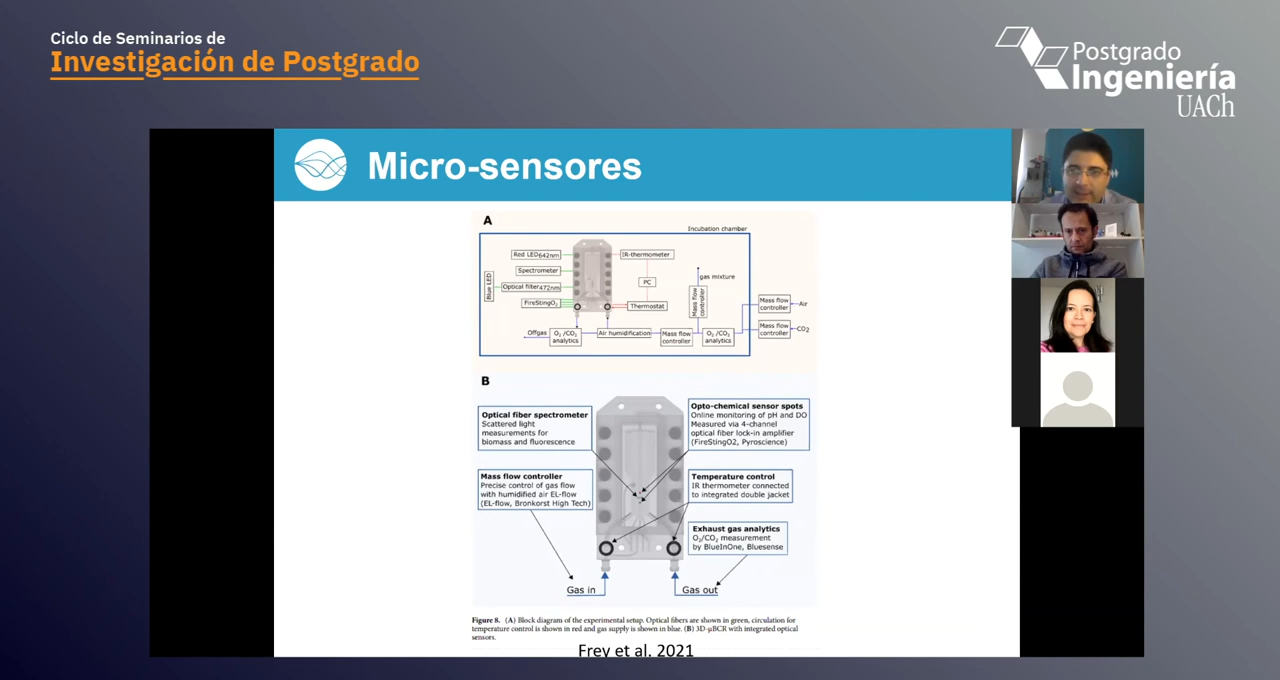 Ciclo de Seminarios de
Investigación de Postgrado
Postgrado
Ingeniería
UACh
Micro-sensores
A
Incubation chamber
Red LED642nm
IR-thermometer
Spectrometer
gas mixture
Blue LED
Optical filter472nm
PC
Mass flow
controller
FireStingO2
Thermostat
Mass flow
controller
Air
Offgas
O2 /CO2
analytics
Air humidification
Mass flow
controller
O2 /CO2
analytics
Mass flow
controller
CO2
B
Optical fiber spectrometer
Scattered light
measurements for
biomass and fluorescence
Opto-chemical sensor spots
Online monitoring of pH and DO
Measured via 4-channel
optical fiber lock-in amplifier
(FireStingO2, Pyroscience)
Mass flow controller
Precise control of gas flow
with humidified air EL-flow
(EL-flow, Bronkorst High Tech)
Temperature control
IR thermometer connected
to integrated double jacket
Exhaust gas analytics
O2/CO2 measurement
by BlueInOne, Bluesense
Gas in
Gas out
Figure 8. (A) Block diagram of the experimental setup. Optical fibers are shown in green, circulation for
temperature control is shown in red and gas supply is shown in blue. (B) 3D-µBCR with integrated optical
sensors.
Frey et al. 2021